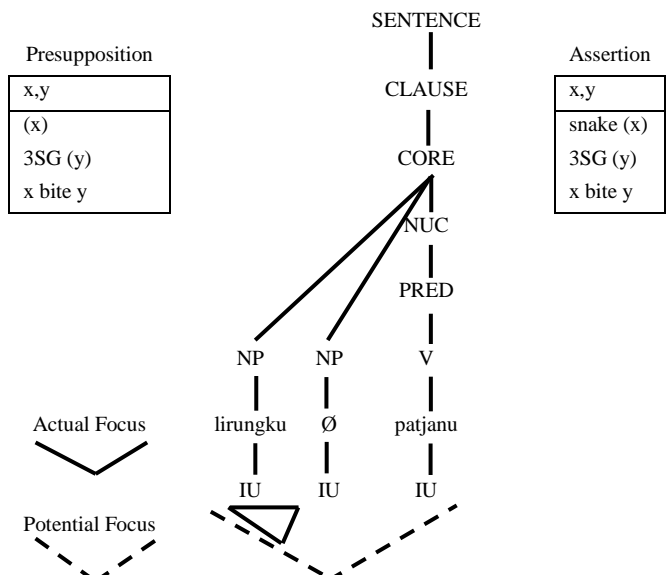 SENTENCE
Presupposition
Assertion
x,y
CLAUSE
x,y
(x)
snake (x)
3SG (y)
CORE
3SG (y)
x bite y
x bite y
NUC
PRED
NP NP V
Actual Focus lirungku Ø patjanu
IU IU IU
Potential Focus